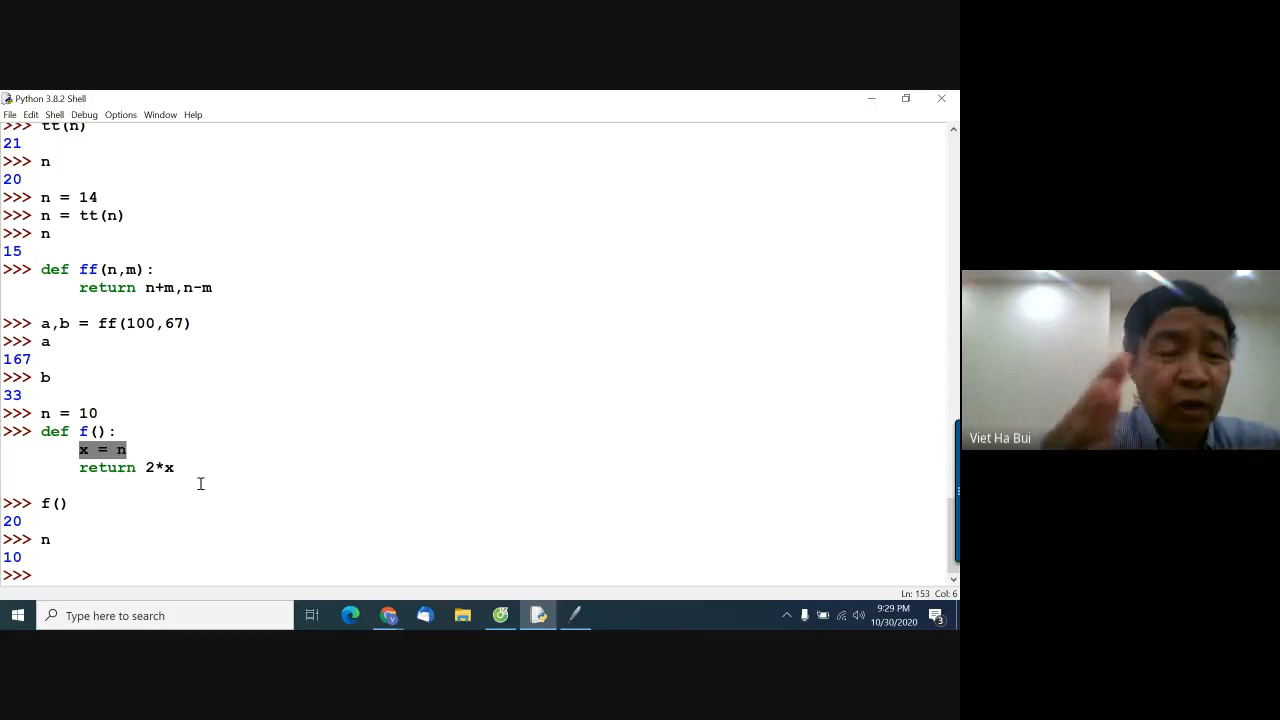 Python 3.8.2 Shell
File Edit Shell Debug Options Window Help
>>> tt(n)
21
>>> n
20
>>> n = 14
>>> n = tt(n)
>>> n
15
>>> def ff(n,m):
return n+m,n-m
>>> a,b = ff(100,67)
>>> a
167
>>> b
33
>>> n = 10
>>> def f():
x = n
return 2*x
>>> f()
20
>>> n
10
>>>
Ln: 153 Col: 6
Type here to search
9:29 PM
10/30/2020
3
Viet Ha Bui